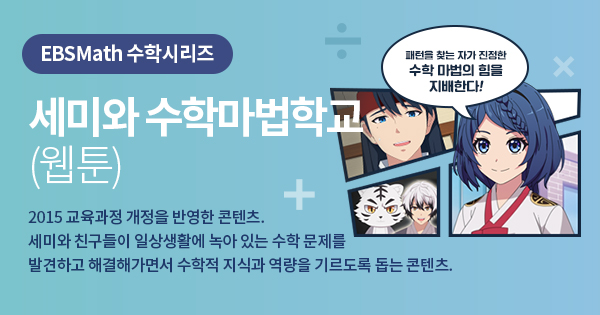 EBSMath 수학시리즈
패턴을 찾는 자가 진정한
수학 마법의 힘을
지배한다!
세미와 수학마법학교
(웹툰)
2015 교육과정 개정을 반영한 콘텐츠.
세미와 친구들이 일상생활에 녹아 있는 수학 문제를
발견하고 해결해가면서 수학적 지식과 역량을 기르도록 돕는 콘텐츠.